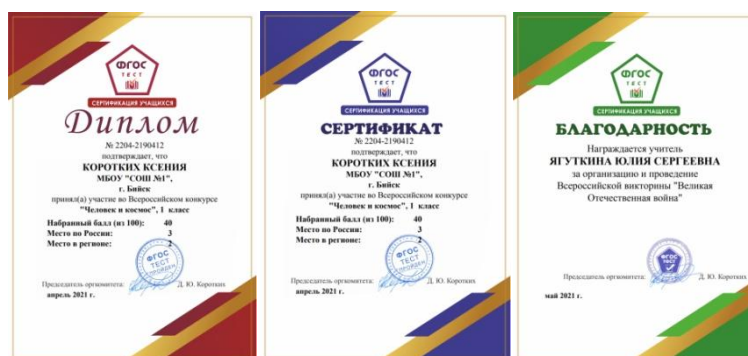 ФГОС
ТЕСТ
СЕРТИФИКАЦИЯ УЧАЩИХСЯ
Диплом
№ 2204-2190412
подтверждает, что
КОРОТКИХ КСЕНИЯ
МБОУ "СОШ №1",
г. Бийск
принял(а) участие во Всероссийском конкурсе
"Человек и космос", 1 класс
Набранный балл (из 100): 40
Место по России: 3
Место в регионе: 2
ФГОС
ТЕСТ
ПРОЙДЕН
Председатель оргкомитета: Д. Ю. Коротких
апрель 2021 г.
ФГОС
ТЕСТ
СЕРТИФИКАЦИЯ УЧАЩИХСЯ
СЕРТИФИКАТ
№ 2204-2190412
подтверждает, что
КОРОТКИХ КСЕНИЯ
МБОУ "СОШ №1",
г. Бийск
принял(а) участие во Всероссийском конкурсе
"Человек и космос", 1 класс
Набранный балл (из 100): 40
Место по России: 3
Место в регионе: 2
ФГОС
ТЕСТ
ПРОЙДЕН
Председатель оргкомитета: Д. Ю. Коротких
апрель 2021 г.
ФГОС
ТЕСТ
СЕРТИФИКАЦИЯ УЧАЩИХСЯ
БЛАГОДАРНОСТЬ
Награждается учитель
ЯГУТКИНА ЮЛИЯ СЕРГЕЕВНА
за организацию и проведение
Всероссийской викторины "Великая
Отечественная война"
ФГОС
Председатель оргкомитета: Д. Ю. Коротких
май 2021 г.